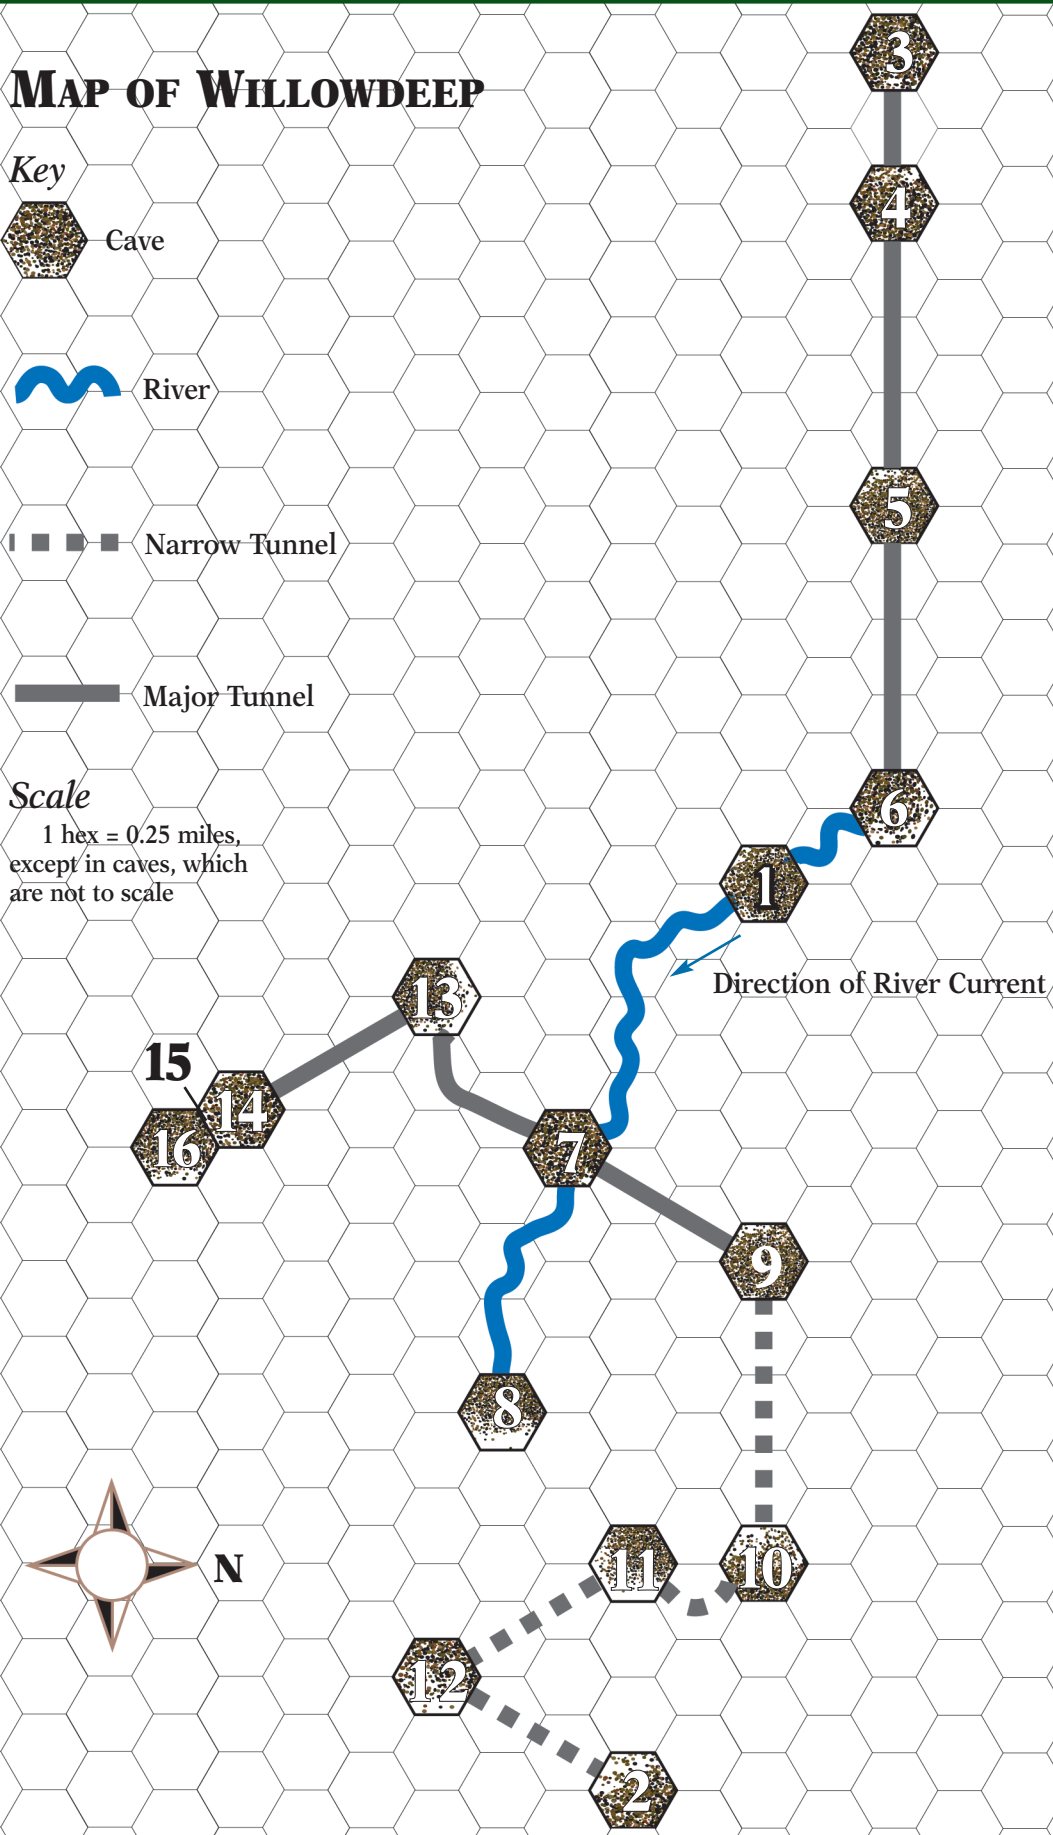 MAP OF WILLOWDEEP
Key
Cave
River
Narrow Tunnel
Major Tunnel
Scale
1 hex = 0.25 miles,
except in caves, which
are not to scale
3
4
5
6
1
Direction of River Current
13
15
14
16
7
9
8
N
11
10
12
2